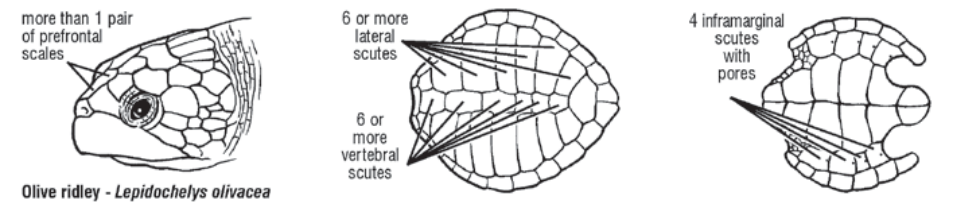 more than 1 pair
of prefrontal
scales
6 or more
lateral
scutes
6 or
more
vertebral
scutes
4 inframarginal
scutes
with
pores
Olive ridley - Lepidochelys olivacea